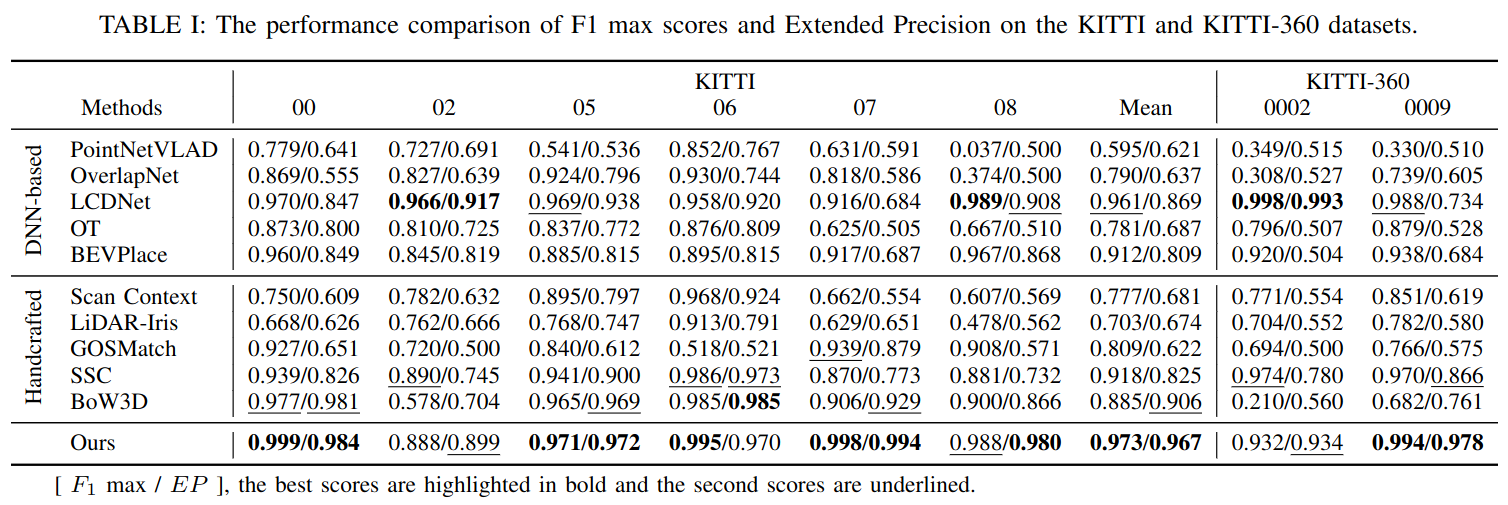 TABLE I: The performance comparison of F1 max scores and Extended Precision on the KITTI and KITTI-360 datasets.
KITTI KITTI-360
Methods 00 02 05 06 07 08 Mean 0002 0009
DNN-based
PointNetVLAD 0.779/0.641 0.727/0.691 0.541/0.536 0.852/0.767 0.631/0.591 0.037/0.500 0.595/0.621 0.349/0.515 0.330/0.510
OverlapNet 0.869/0.555 0.827/0.639 0.924/0.796 0.930/0.744 0.818/0.586 0.374/0.500 0.790/0.637 0.308/0.527 0.739/0.605
LCDNet 0.970/0.847 0.966/0.917 0.969/0.938 0.958/0.920 0.916/0.684 0.989/0.908 0.961/0.869 0.998/0.993 0.988/0.734
OT 0.873/0.800 0.810/0.725 0.837/0.772 0.876/0.809 0.625/0.505 0.667/0.510 0.781/0.687 0.796/0.507 0.879/0.528
BEVPlace 0.960/0.849 0.845/0.819 0.885/0.815 0.895/0.815 0.917/0.687 0.967/0.868 0.912/0.809 0.920/0.504 0.938/0.684
Handcrafted
Scan Context 0.750/0.609 0.782/0.632 0.895/0.797 0.968/0.924 0.662/0.554 0.607/0.569 0.777/0.681 0.771/0.554 0.851/0.619
LiDAR-Iris 0.668/0.626 0.762/0.666 0.768/0.747 0.913/0.791 0.629/0.651 0.478/0.562 0.703/0.674 0.704/0.552 0.782/0.580
GOSMatch 0.927/0.651 0.720/0.500 0.840/0.612 0.518/0.521 0.939/0.879 0.908/0.571 0.809/0.622 0.694/0.500 0.766/0.575
SSC 0.939/0.826 0.890/0.745 0.941/0.900 0.986/0.973 0.870/0.773 0.881/0.732 0.918/0.825 0.974/0.780 0.970/0.866
BoW3D 0.977/0.981 0.578/0.704 0.965/0.969 0.985/0.985 0.906/0.929 0.900/0.866 0.885/0.906 0.210/0.560 0.682/0.761
Ours 0.999/0.984 0.888/0.899 0.971/0.972 0.995/0.970 0.998/0.994 0.988/0.980 0.973/0.967 0.932/0.934 0.994/0.978
[ F1 max / EP ], the best scores are highlighted in bold and the second scores are underlined.